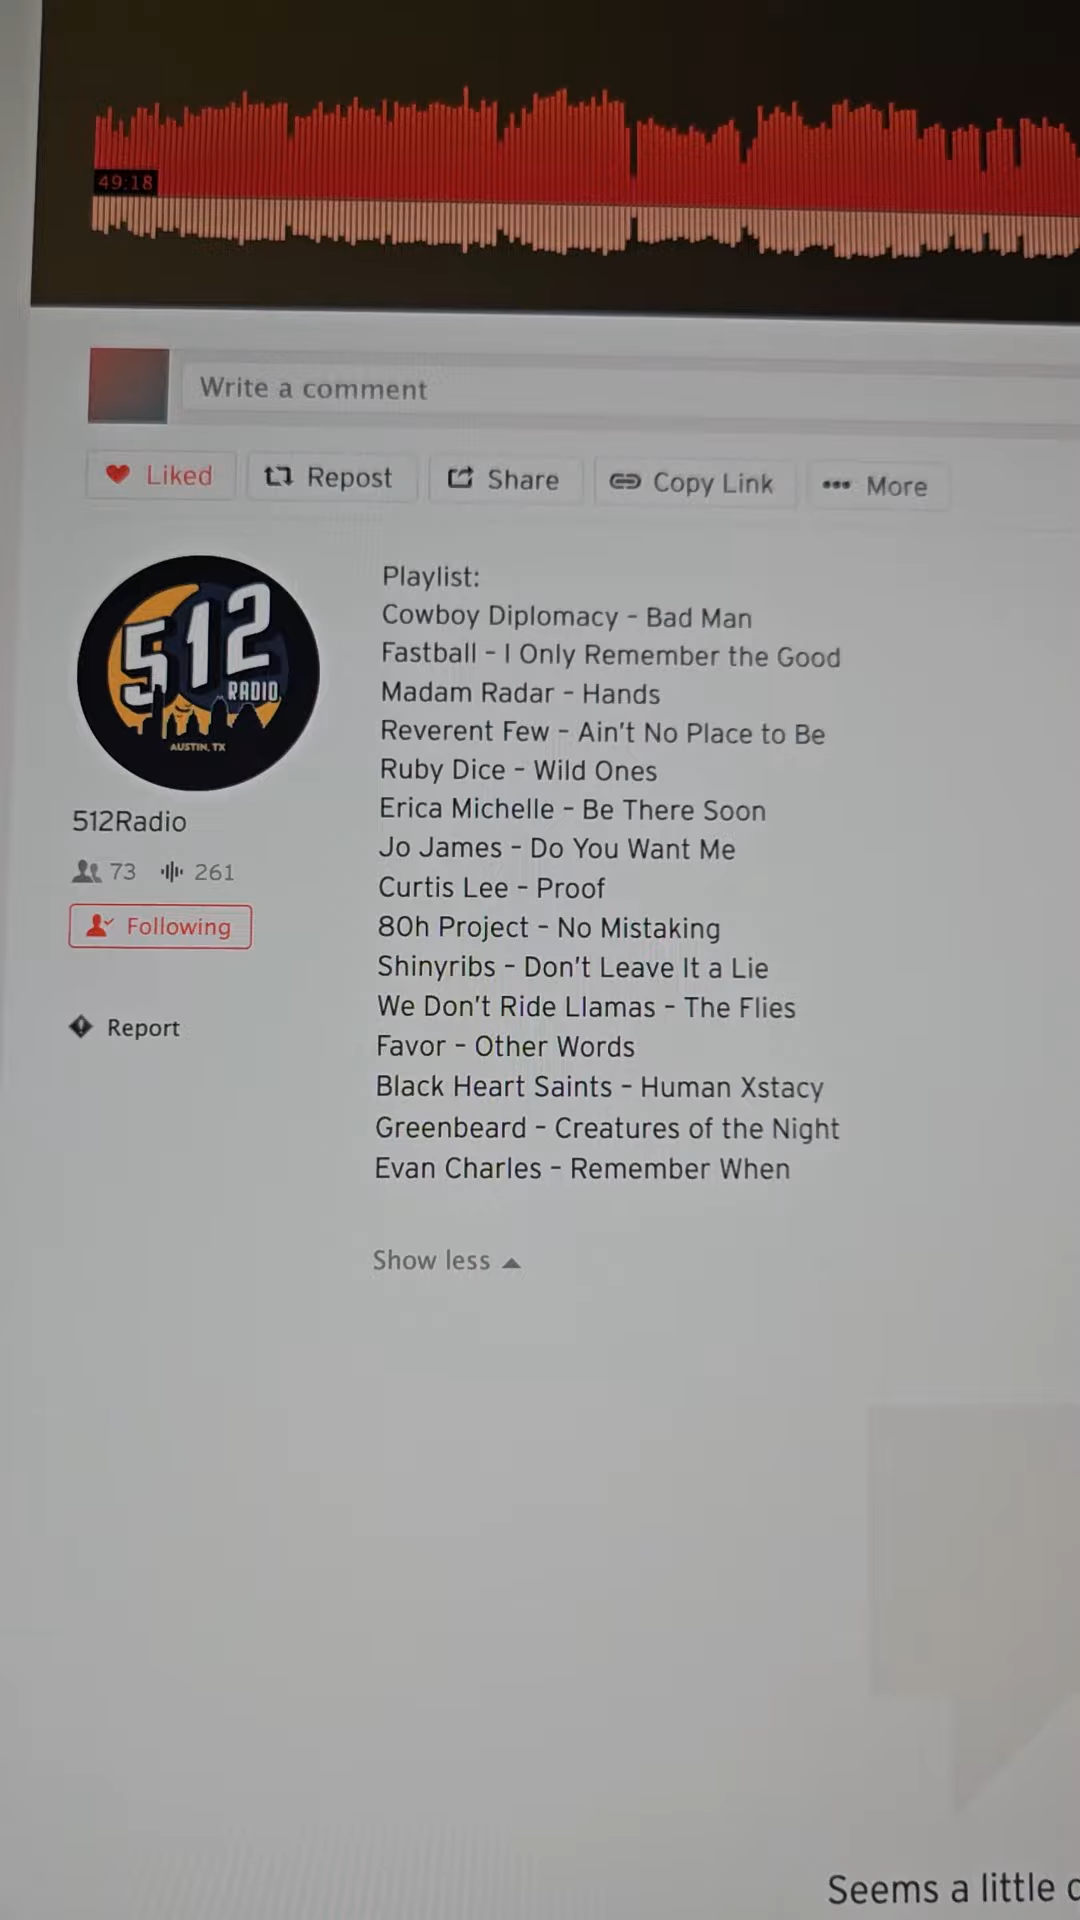 49:18
Write a comment
Liked Repost Share Copy Link More
512
RADIO
AUSTIN, TX
512Radio
73 261
Following
Report
Playlist:
Cowboy Diplomacy - Bad Man
Fastball - I Only Remember the Good
Madam Radar - Hands
Reverent Few - Ain't No Place to Be
Ruby Dice - Wild Ones
Erica Michelle - Be There Soon
Jo James - Do You Want Me
Curtis Lee - Proof
80h Project - No Mistaking
Shinyribs - Don't Leave It a Lie
We Don't Ride Llamas - The Flies
Favor - Other Words
Black Heart Saints - Human Xstacy
Greenbeard - Creatures of the Night
Evan Charles - Remember When
Show less
Seems a little